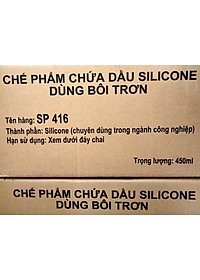 CHẾ PHẨM CHỨA DẦU SILICONE
DÙNG BÔI TRƠN
Tên hàng: SP 416
Thành phần: Silicone (chuyên dùng trong ngành công nghiệp)
Hạn sử dụng: Xem dưới đáy chai
Trọng lượng: 450ml
CHẾ PHẨM CHỨA DẦU SILICONE
DÙNG BÔI TRƠN